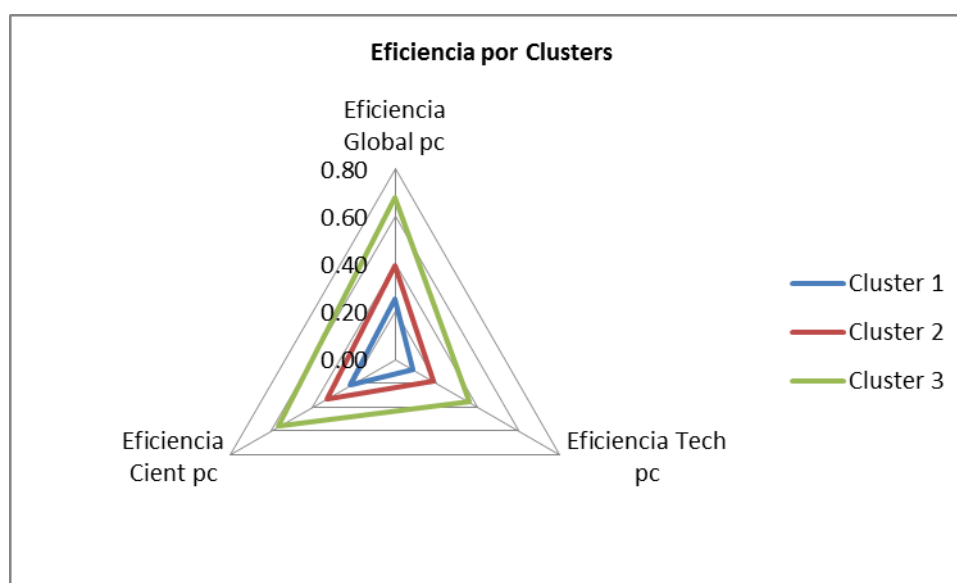 Eficiencia por Clusters
Eficiencia
Global pc
0.80
0.60
0.40
0.20
0.00
Eficiencia Tech
pc
Eficiencia
Cient pc
Cluster 1
Cluster 2
Cluster 3